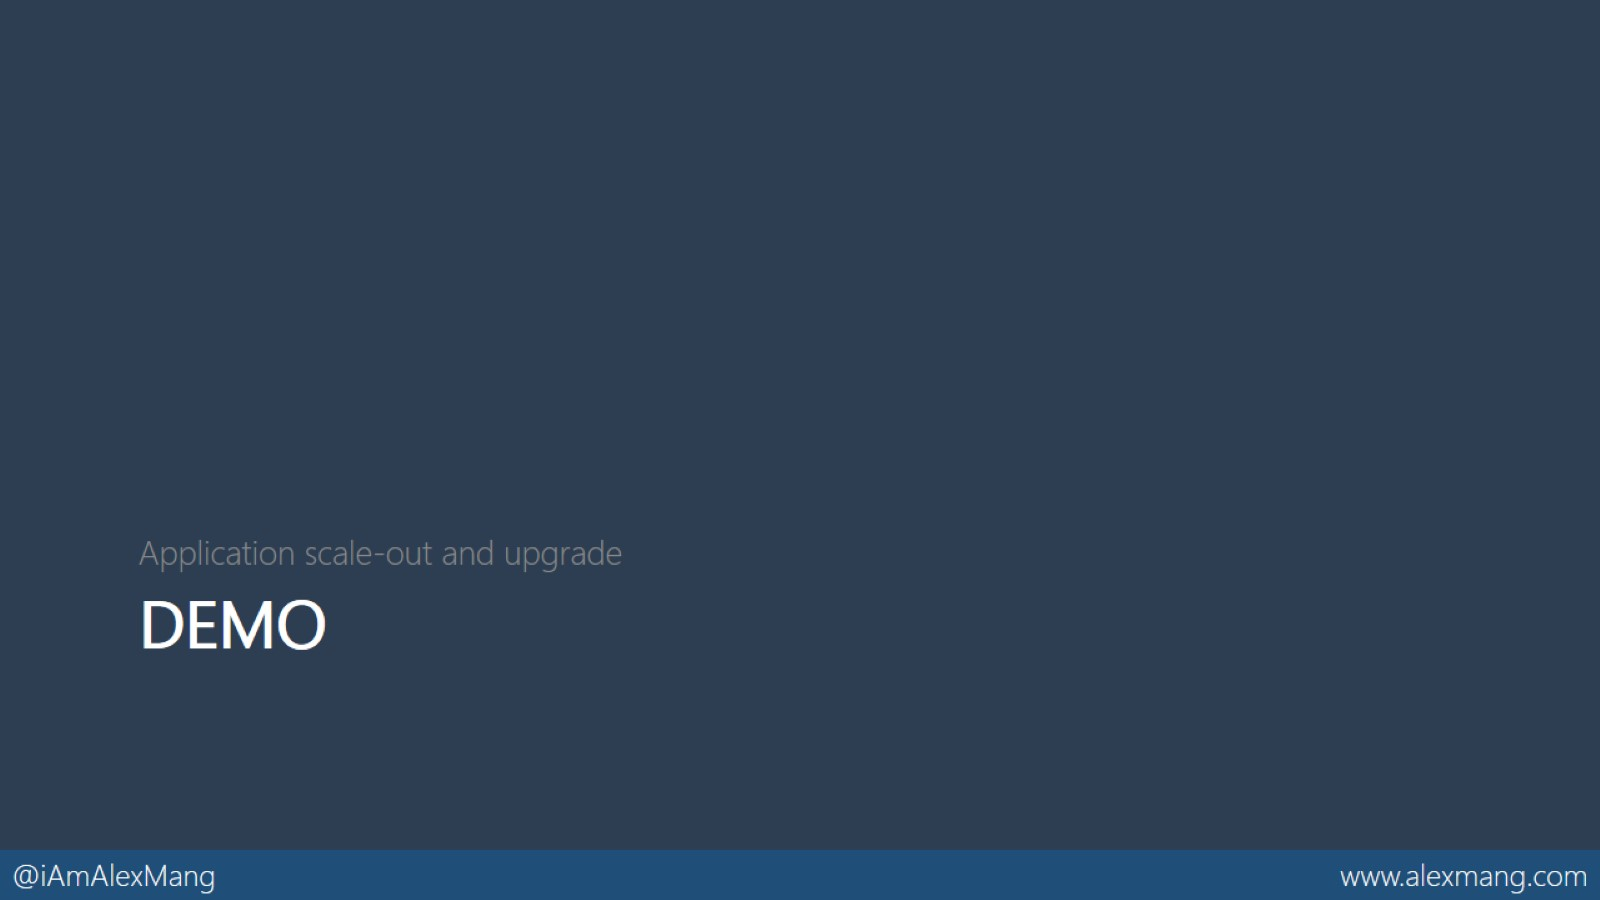 Application scale-out and upgrade
DEMO
@iAmAlexMang
www.alexmang.com